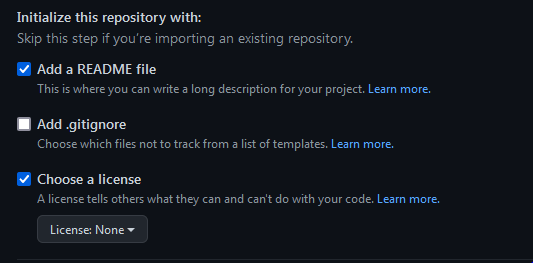 Initialize this repository with:
Skip this step if you're importing an existing repository.
Add a README file
This is where you can write a long description for your project. Learn more.
Add .gitignore
Choose which files not to track from a list of templates. Learn more.
Choose a license
A license tells others what they can and can't do with your code. Learn more.
License: None